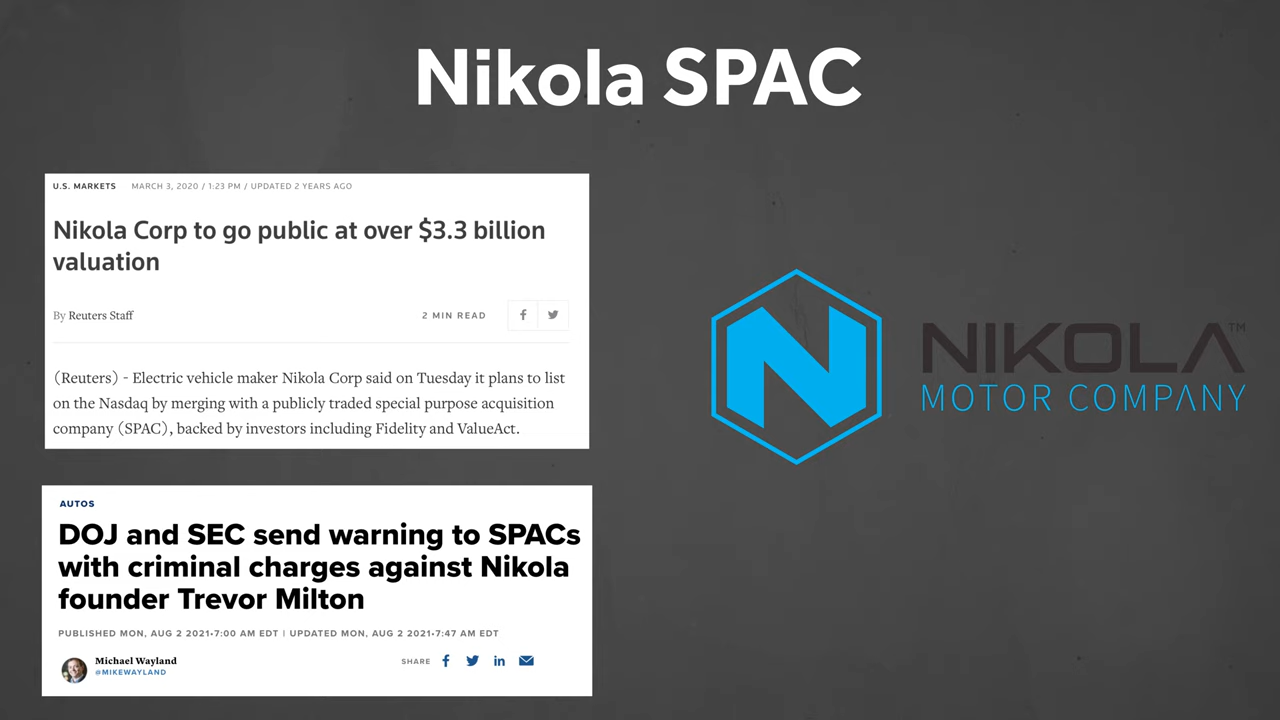 Nikola SPAC
U.S. MARKETS MARCH 3, 2020 / 1:23 PM / UPDATED 2 YEARS AGO
Nikola Corp to go public at over $3.3 billion
valuation
By Reuters Staff 2 MIN READ
(Reuters) - Electric vehicle maker Nikola Corp said on Tuesday it plans to list
on the Nasdaq by merging with a publicly traded special purpose acquisition
company (SPAC), backed by investors including Fidelity and ValueAct.
NIKOLA™
MOTOR COMPANY
AUTOS
DOJ and SEC send warning to SPACs
with criminal charges against Nikola
founder Trevor Milton
PUBLISHED MON, AUG 2 2021•7:00 AM EDT | UPDATED MON, AUG 2 2021•7:47 AM EDT
Michael Wayland
@MIKEWAYLAND
SHARE